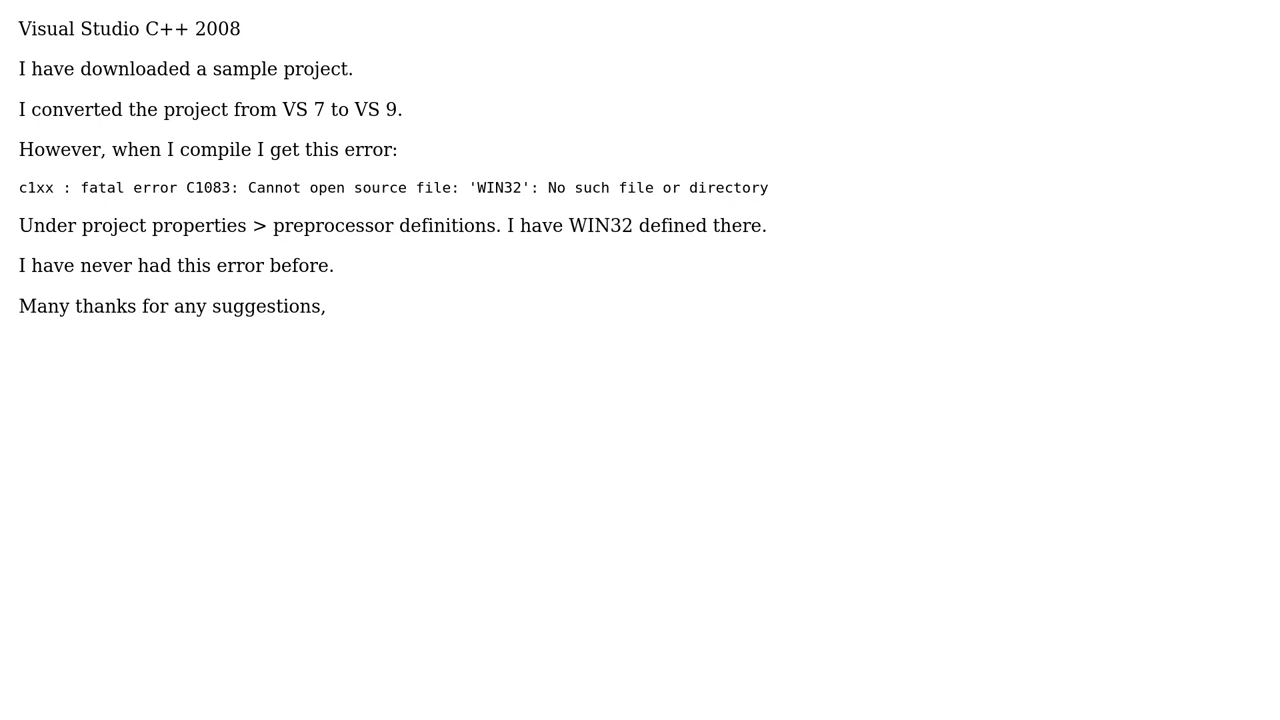 Visual Studio C++ 2008
I have downloaded a sample project.
I converted the project from VS 7 to VS 9.
However, when I compile I get this error:
c1xx : fatal error C1083: Cannot open source file: 'WIN32': No such file or directory
Under project properties > preprocessor definitions. I have WIN32 defined there.
I have never had this error before.
Many thanks for any suggestions,